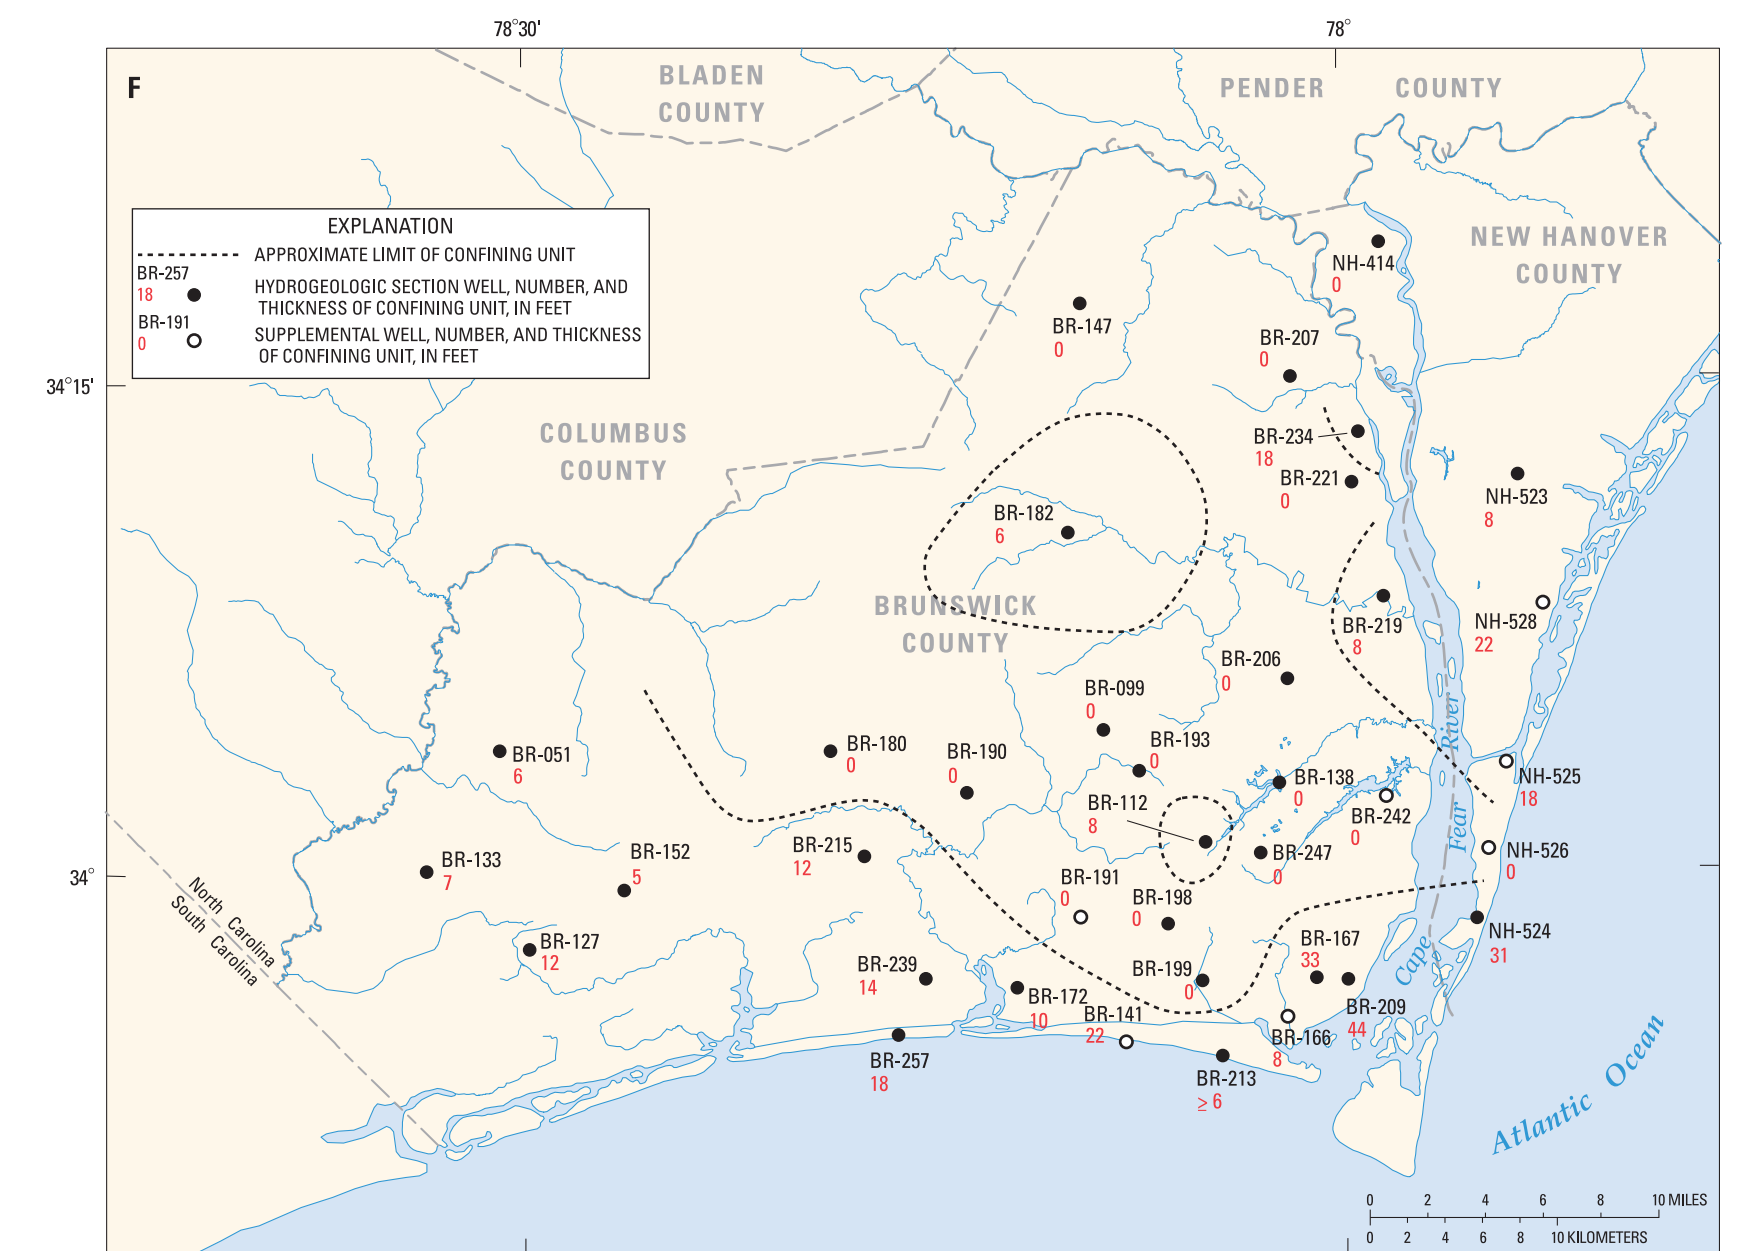 78°30'
78°
F
BLADEN
COUNTY
PENDER COUNTY
EXPLANATION
APPROXIMATE LIMIT OF CONFINING UNIT
BR-257
18
HYDROGEOLOGIC SECTION WELL, NUMBER, AND
THICKNESS OF CONFINING UNIT, IN FEET
BR-191
0
SUPPLEMENTAL WELL, NUMBER, AND THICKNESS
OF CONFINING UNIT, IN FEET
NEW HANOVER
COUNTY
NH-414
0
BR-147
0
BR-207
0
34°15'
COLUMBUS
COUNTY
BR-234
18
BR-221
0
NH-523
8
BR-182
6
BRUNSWICK
COUNTY
BR-219
8
NH-528
22
BR-206
0
BR-099
0
BR-193
0
BR-051
6
BR-180
0
BR-190
0
BR-138
0
NH-525
18
BR-112
8
BR-242
0
BR-215
12
BR-247
0
NH-526
0
BR-133
7
BR-152
5
34°
BR-191
0
BR-198
0
North Carolina
South Carolina
BR-127
12
BR-239
14
BR-172
10
BR-199
0
BR-167
33
NH-524
31
BR-209
44
BR-141
22
BR-166
8
BR-257
18
BR-213
≥ 6
Cape Fear River
Atlantic Ocean
0 2 4 6 8 10 MILES
0 2 4 6 8 10 KILOMETERS